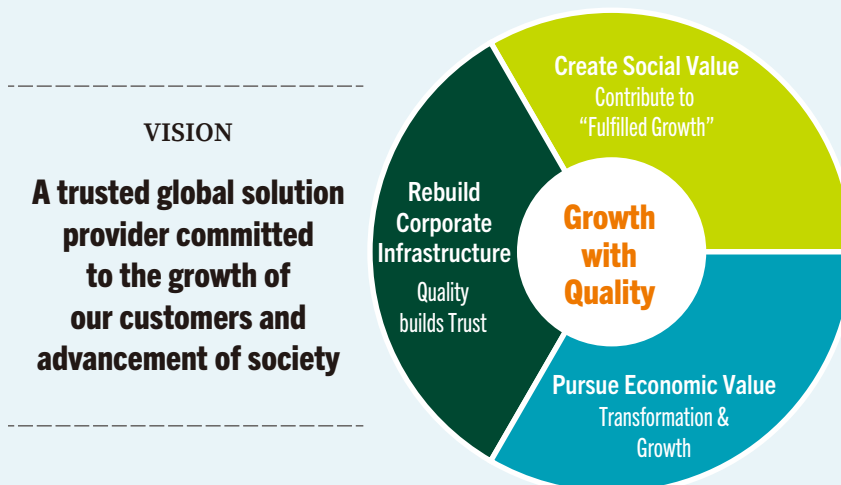 VISION
A trusted global solution
provider committed
to the growth of
our customers and
advancement of society
Create Social Value
Contribute to
“Fulfilled Growth”
Rebuild
Corporate
Infrastructure
Quality
builds Trust
Growth
with
Quality
Pursue Economic Value
Transformation &
Growth